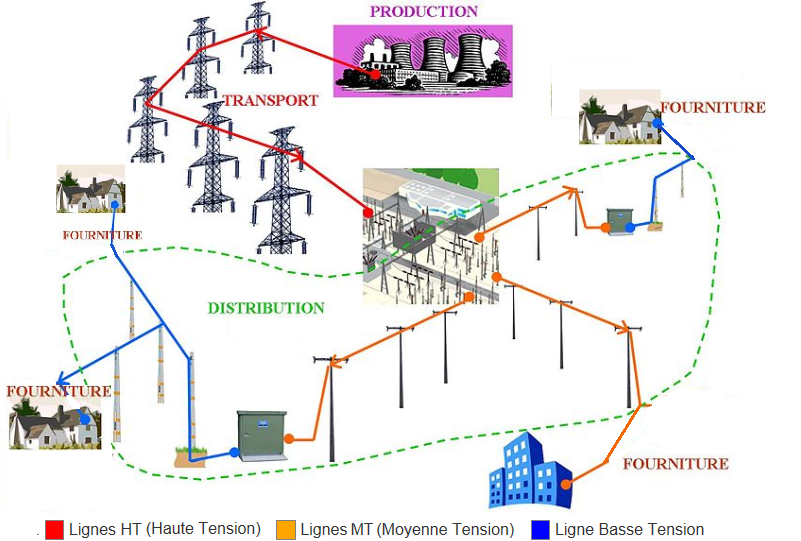 PRODUCTION
TRANSPORT
FOURNITURE
FOURNITURE
DISTRIBUTION
FOURNITURE
FOURNITURE
. Lignes HT (Haute Tension) Lignes MT (Moyenne Tension) Ligne Basse Tension